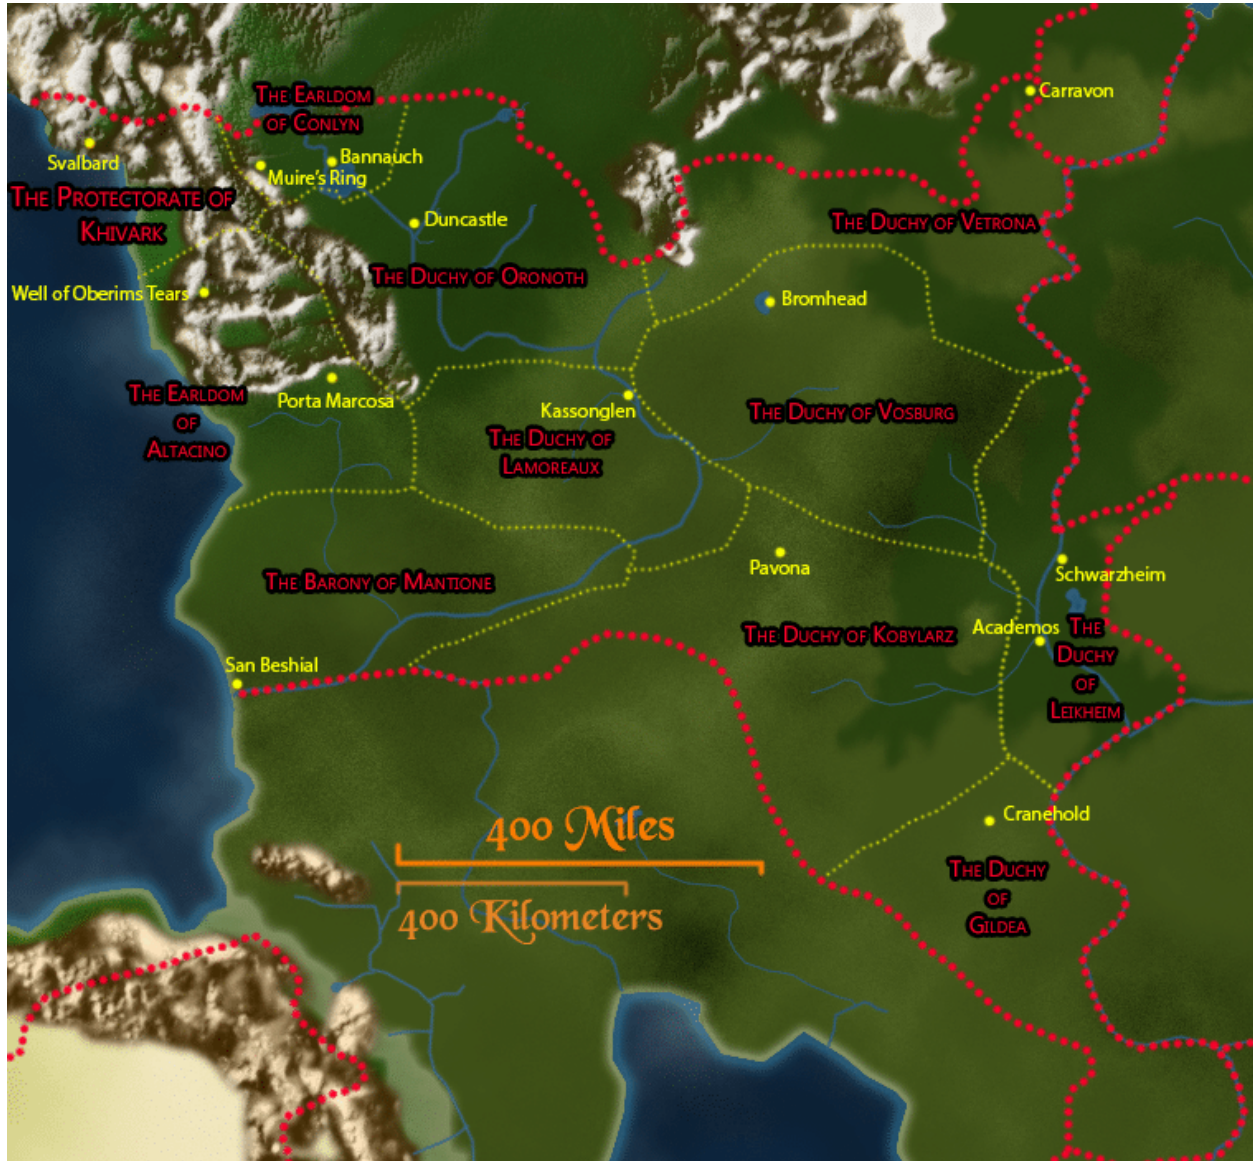 The Earldom
of Conlyn
Carravon
Svalbard
Bannauch
Muire's Ring
The Protectorate of
Khivark
Duncastle
The Duchy of Vetrona
The Duchy of Oronoth
Well of Oberims Tears
Bromhead
The Earldom
of
Altacino
Porta Marcosa
Kassonglen
The Duchy of Vosburg
The Duchy of
Lamoreaux
Pavona
Schwarzheim
The Barony of Mantione
The Duchy of Kobylarz
Academos
The
Duchy
of
Leikheim
San Beshial
400 Miles
Cranehold
400 Kilometers
The Duchy
of
Gildea